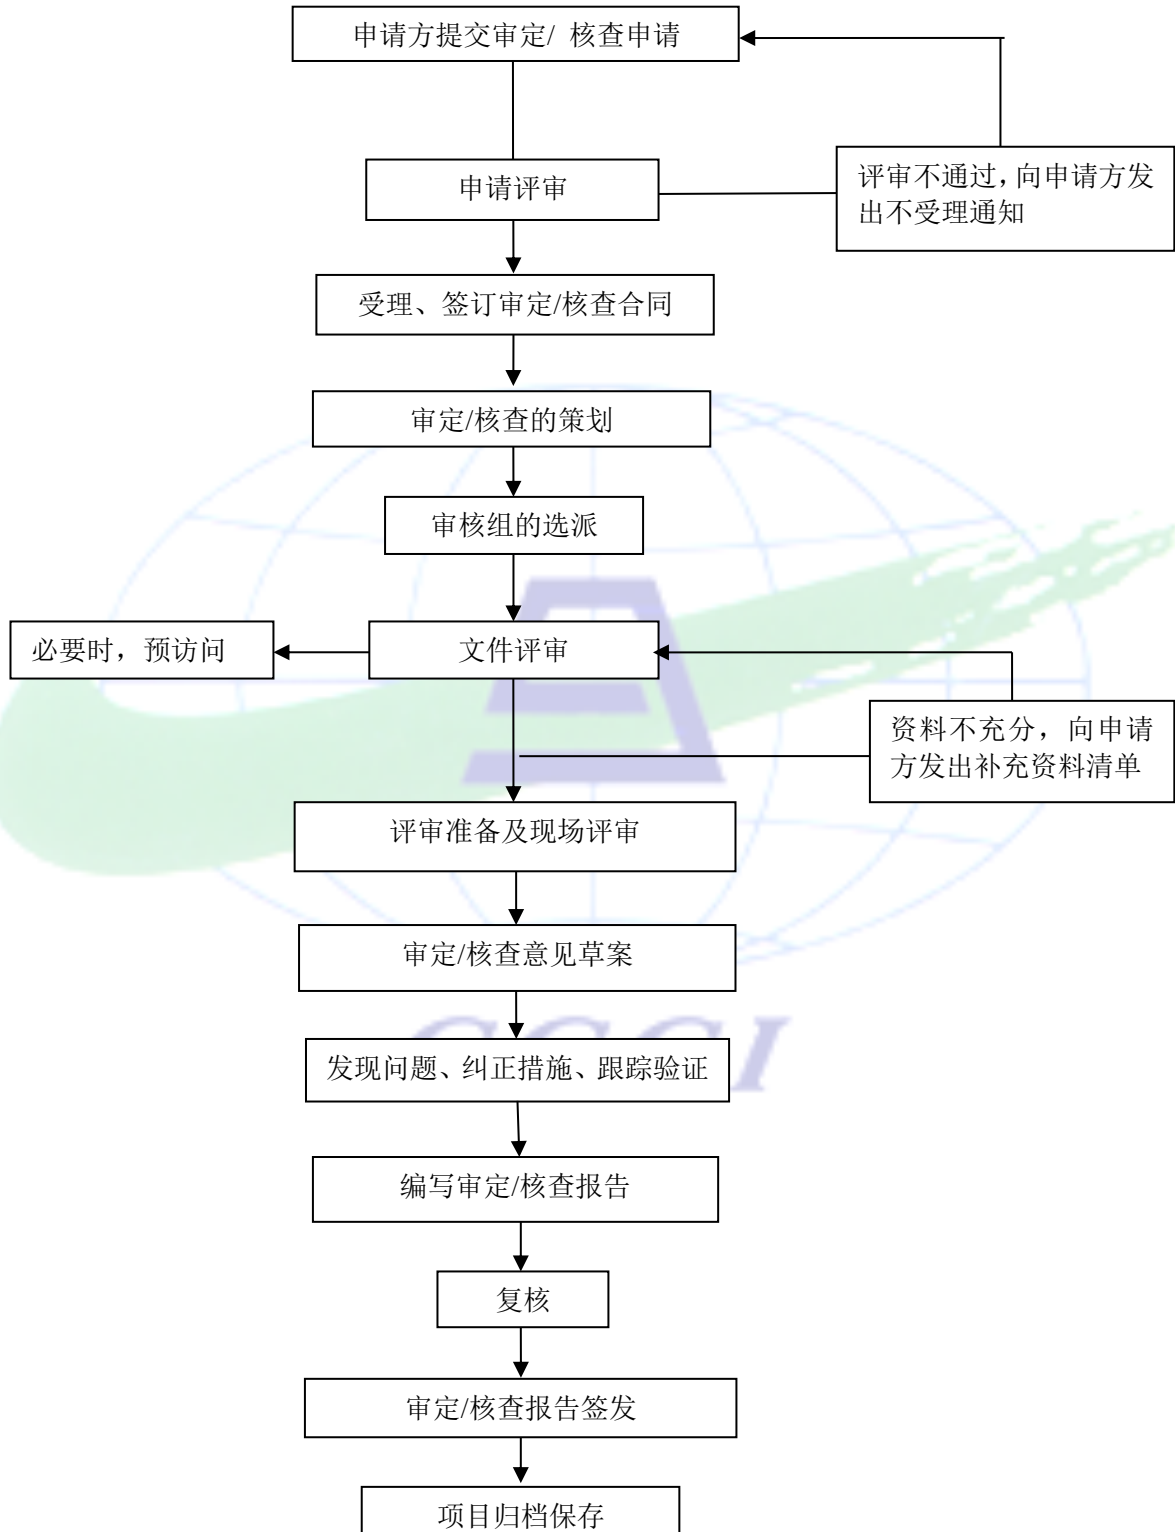 申请方提交审定/ 核查申请
申请评审
评审不通过，向申请方发
出不受理通知
受理、签订审定/核查合同
审定/核查的策划
审核组的选派
必要时，预访问
文件评审
资料不充分，向申请
方发出补充资料清单
评审准备及现场评审
审定/核查意见草案
发现问题、纠正措施、跟踪验证
编写审定/核查报告
复核
审定/核查报告签发
项目归档保存